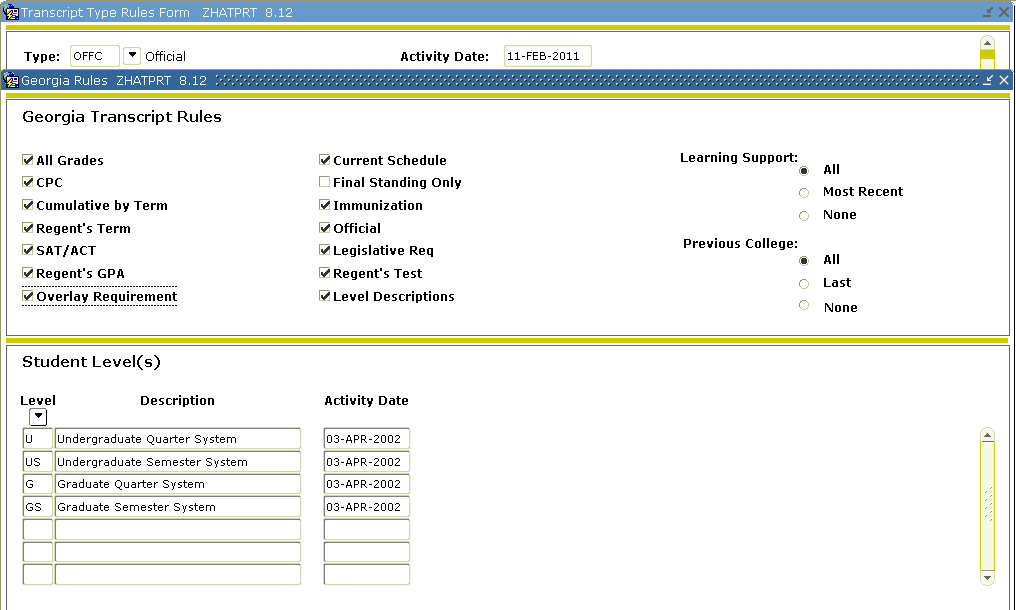 Transcript Type Rules Form ZHATPRT 8.12
Type: OFFC Official Activity Date: 11-FEB-2011
Georgia Rules ZHATPRT 8.12
Georgia Transcript Rules
All Grades
CPC
Cumulative by Term
Regent's Term
SAT/ACT
Regent's GPA
Overlay Requirement
Current Schedule
Final Standing Only
Immunization
Official
Legislative Req
Regent's Test
Level Descriptions
Learning Support:
All
Most Recent
None
Previous College:
All
Last
None
Student Level(s)
Level Description Activity Date
U Undergraduate Quarter System 03-APR-2002
US Undergraduate Semester System 03-APR-2002
G Graduate Quarter System 03-APR-2002
GS Graduate Semester System 03-APR-2002